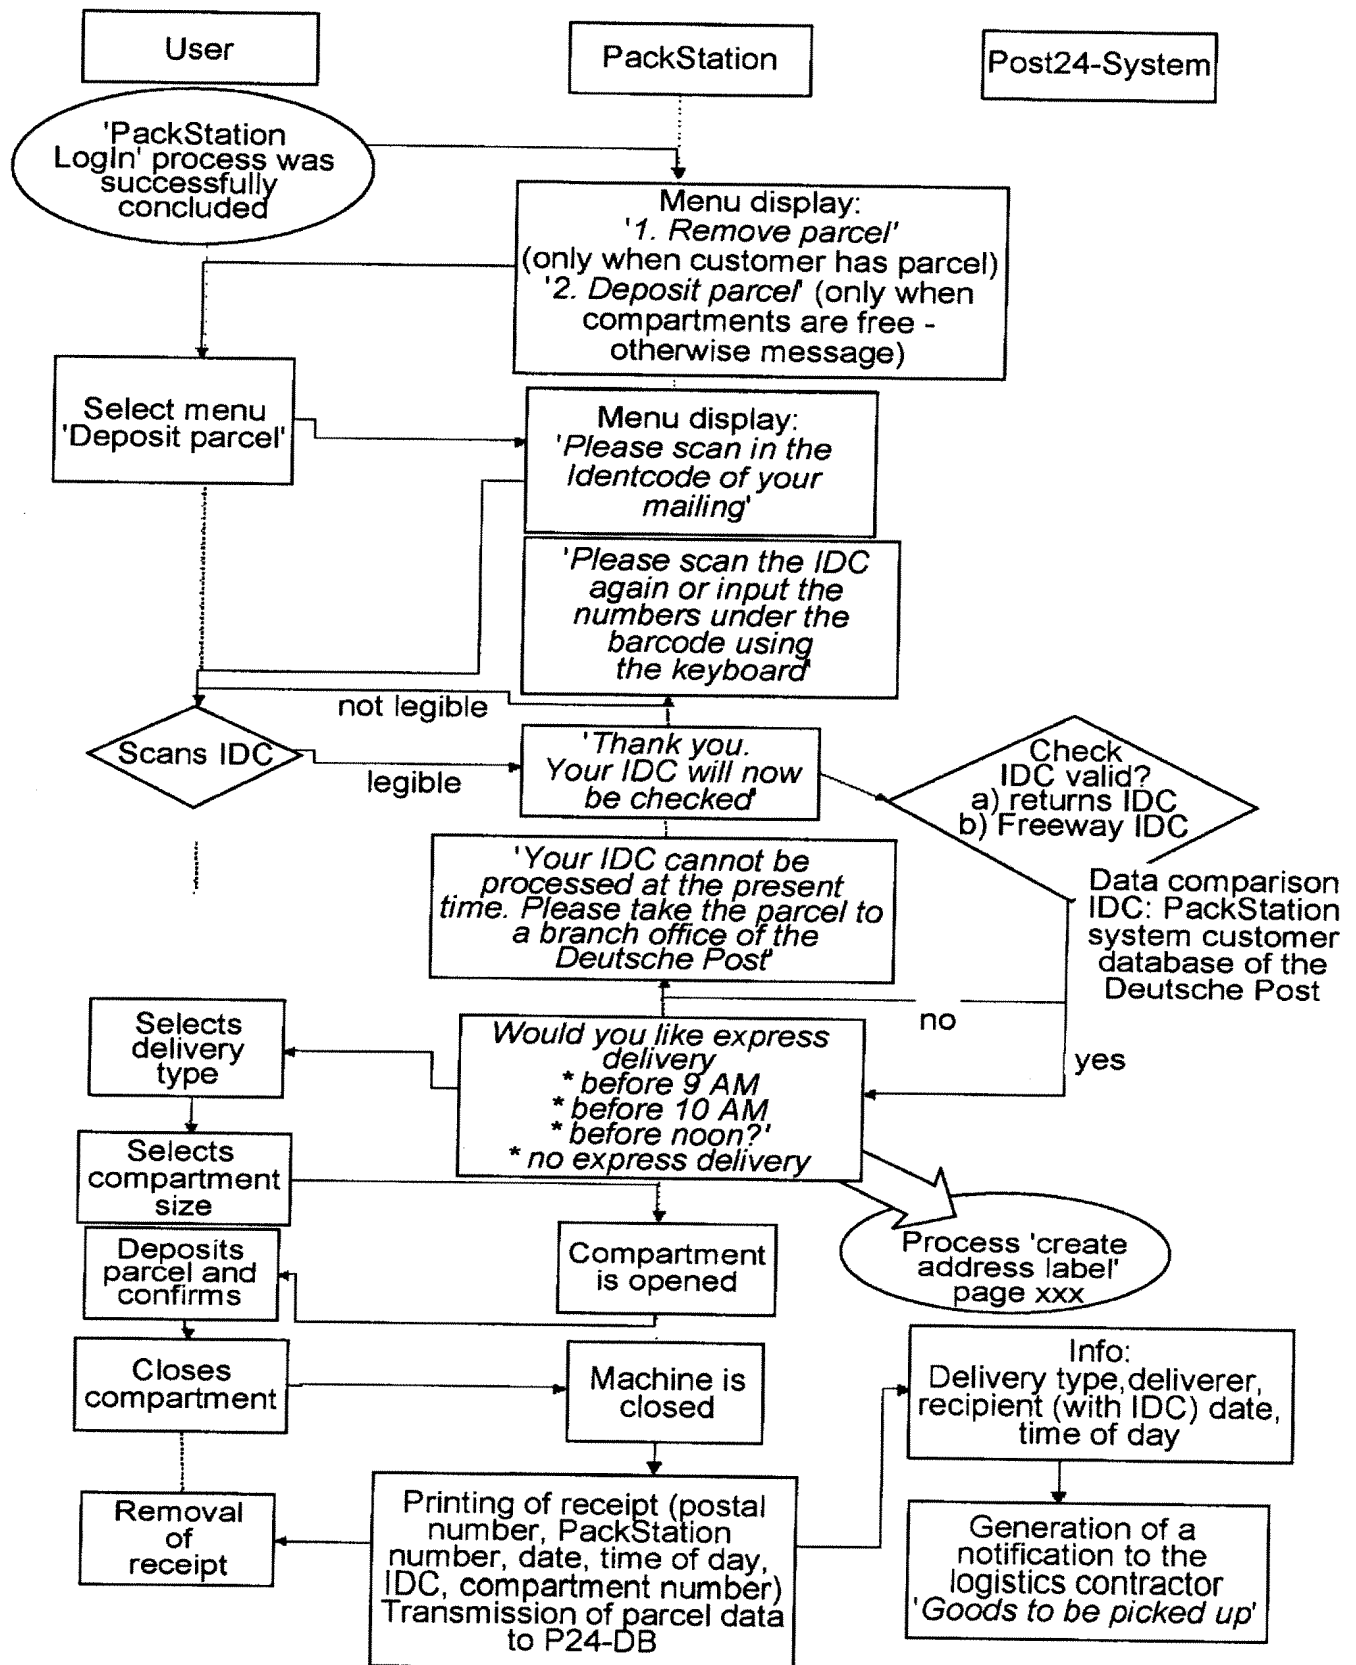 User
PackStation
Post24-System
'PackStation
LogIn' process was
successfully
concluded
Menu display:
'1. Remove parcel'
(only when customer has parcel)
'2. Deposit parcel' (only when
compartments are free -
otherwise message)
Select menu
'Deposit parcel'
Menu display:
'Please scan in the
Identcode of your
mailing'
'Please scan the IDC
again or input the
numbers under the
barcode using
the keyboard'
not legible
Scans IDC
legible
'Thank you.
Your IDC will now
be checked'
Check
IDC valid?
a) returns IDC
b) Freeway IDC
Data comparison
IDC: PackStation
system customer
database of the
Deutsche Post
'Your IDC cannot be
processed at the present
time. Please take the parcel to
a branch office of the
Deutsche Post'
no
yes
Selects
delivery
type
Would you like express
delivery
* before 9 AM
* before 10 AM
* before noon?'
* no express delivery
Selects
compartment
size
Process 'create
address label'
page xxx
Deposits
parcel and
confirms
Compartment
is opened
Closes
compartment
Machine is
closed
Info:
Delivery type, deliverer,
recipient (with IDC) date,
time of day
Removal
of
receipt
Printing of receipt (postal
number, PackStation
number, date, time of day,
IDC, compartment number)
Transmission of parcel data
to P24-DB
Generation of a
notification to the
logistics contractor
'Goods to be picked up'